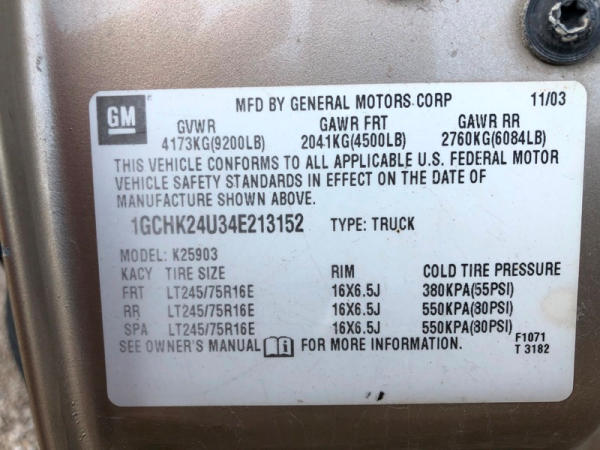 GM
MFD BY GENERAL MOTORS CORP 11/03
GVWR GAWR FRT GAWR RR
4173KG(9200LB) 2041KG(4500LB) 2760KG(6084LB)
THIS VEHICLE CONFORMS TO ALL APPLICABLE U.S. FEDERAL MOTOR
VEHICLE SAFETY STANDARDS IN EFFECT ON THE DATE OF
MANUFACTURE SHOWN ABOVE.
1GCHK24U34E213152 TYPE: TRUCK
MODEL: K25903
KACY TIRE SIZE RIM COLD TIRE PRESSURE
FRT LT245/75R16E 16X6.5J 380KPA(55PSI)
RR LT245/75R16E 16X6.5J 550KPA(80PSI)
SPA LT245/75R16E 16X6.5J 550KPA(80PSI)
SEE OWNER'S MANUAL i FOR MORE INFORMATION.
F1071
T 3182